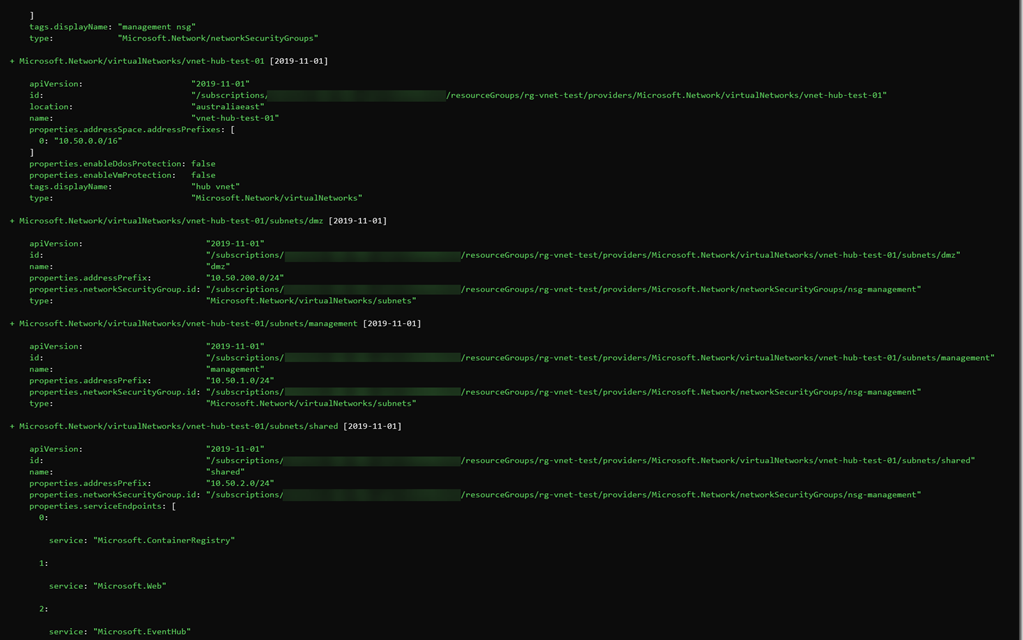 ]
tags.displayName: "management nsg"
type: "Microsoft.Network/networkSecurityGroups"
+ Microsoft.Network/virtualNetworks/vnet-hub-test-01 [2019-11-01]
apiVersion: "2019-11-01"
id: "/subscriptions/ /resourceGroups/rg-vnet-test/providers/Microsoft.Network/virtualNetworks/vnet-hub-test-01"
location: "australiaeast"
name: "vnet-hub-test-01"
properties.addressSpace.addressPrefixes: [
0: "10.50.0.0/16"
]
properties.enableDdosProtection: false
properties.enableVmProtection: false
tags.displayName: "hub vnet"
type: "Microsoft.Network/virtualNetworks"
+ Microsoft.Network/virtualNetworks/vnet-hub-test-01/subnets/dmz [2019-11-01]
apiVersion: "2019-11-01"
id: "/subscriptions/ /resourceGroups/rg-vnet-test/providers/Microsoft.Network/virtualNetworks/vnet-hub-test-01/subnets/dmz"
name: "dmz"
properties.addressPrefix: "10.50.200.0/24"
properties.networkSecurityGroup.id: "/subscriptions/ /resourceGroups/rg-vnet-test/providers/Microsoft.Network/networkSecurityGroups/nsg-management"
type: "Microsoft.Network/virtualNetworks/subnets"
+ Microsoft.Network/virtualNetworks/vnet-hub-test-01/subnets/management [2019-11-01]
apiVersion: "2019-11-01"
id: "/subscriptions/ /resourceGroups/rg-vnet-test/providers/Microsoft.Network/virtualNetworks/vnet-hub-test-01/subnets/management"
name: "management"
properties.addressPrefix: "10.50.1.0/24"
properties.networkSecurityGroup.id: "/subscriptions/ /resourceGroups/rg-vnet-test/providers/Microsoft.Network/networkSecurityGroups/nsg-management"
type: "Microsoft.Network/virtualNetworks/subnets"
+ Microsoft.Network/virtualNetworks/vnet-hub-test-01/subnets/shared [2019-11-01]
apiVersion: "2019-11-01"
id: "/subscriptions/ /resourceGroups/rg-vnet-test/providers/Microsoft.Network/virtualNetworks/vnet-hub-test-01/subnets/shared"
name: "shared"
properties.addressPrefix: "10.50.2.0/24"
properties.networkSecurityGroup.id: "/subscriptions/ /resourceGroups/rg-vnet-test/providers/Microsoft.Network/networkSecurityGroups/nsg-management"
properties.serviceEndpoints: [
0:
service: "Microsoft.ContainerRegistry"
1:
service: "Microsoft.Web"
2:
service: "Microsoft.EventHub"